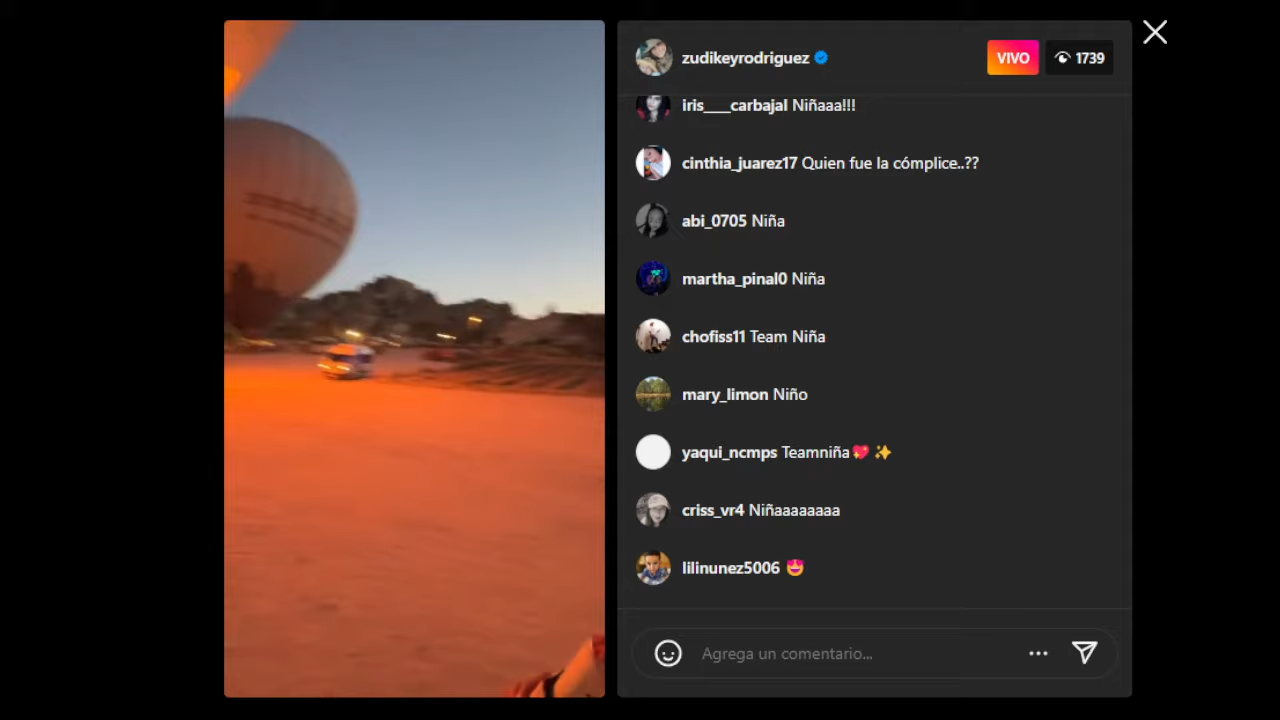 zudikeyrodriguez
VIVO
1739
iris___carbajal Niñaaa!!!
cinthia_juarez17 Quien fue la cómplice..??
abi_0705 Niña
martha_pinal0 Niña
chofiss11 Team Niña
mary_limon Niño
yaqui_ncmps Teamniña💖 ✨
criss_vr4 Niñaaaaaaaa
lilinunez5006 😍
Agrega un comentario...